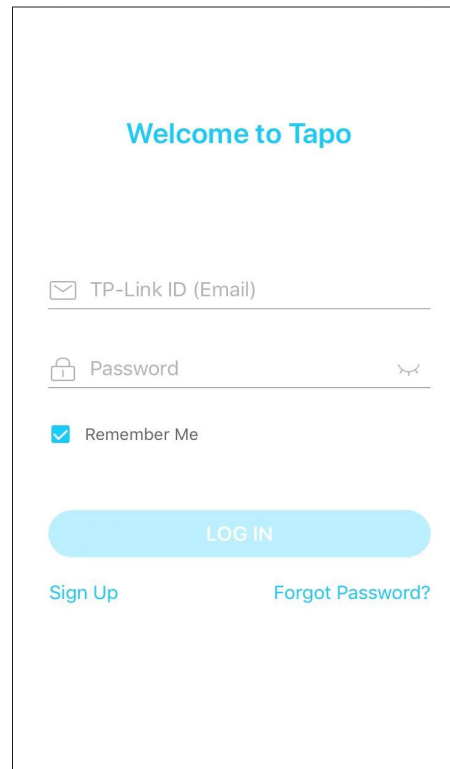 Welcome to Tapo
TP-Link ID (Email)
Password
Remember Me
LOG IN
Sign Up
Forgot Password?